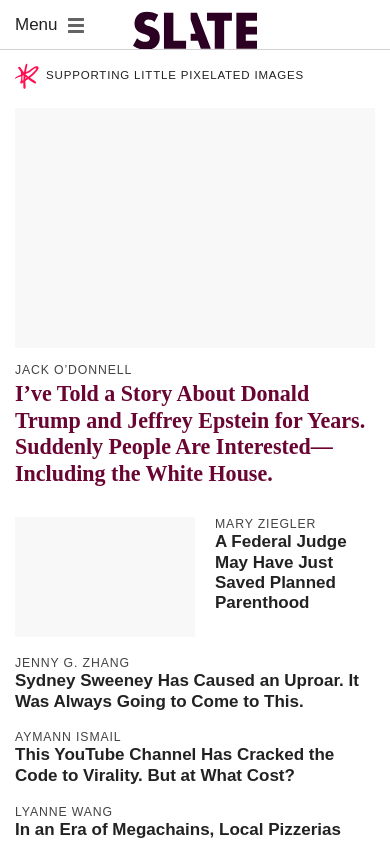 Menu
SLATE
SUPPORTING LITTLE PIXELATED IMAGES
JACK O’DONNELL
I’ve Told a Story About Donald
Trump and Jeffrey Epstein for Years.
Suddenly People Are Interested—
Including the White House.
MARY ZIEGLER
A Federal Judge
May Have Just
Saved Planned
Parenthood
JENNY G. ZHANG
Sydney Sweeney Has Caused an Uproar. It
Was Always Going to Come to This.
AYMANN ISMAIL
This YouTube Channel Has Cracked the
Code to Virality. But at What Cost?
LYANNE WANG
In an Era of Megachains, Local Pizzerias